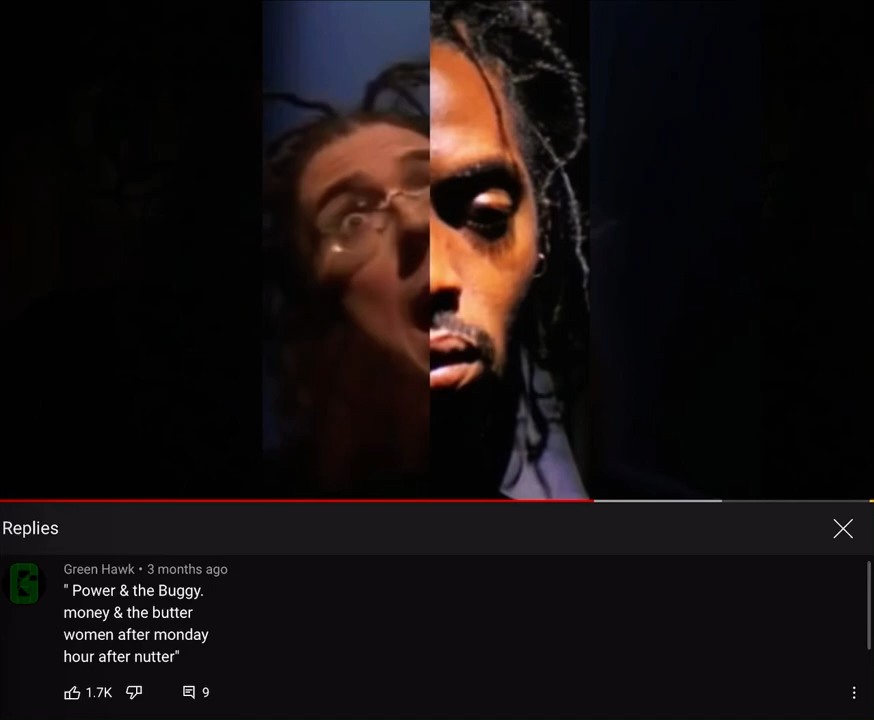 Replies
Green Hawk • 3 months ago
" Power & the Buggy.
money & the butter
women after monday
hour after nutter"
1.7K 9